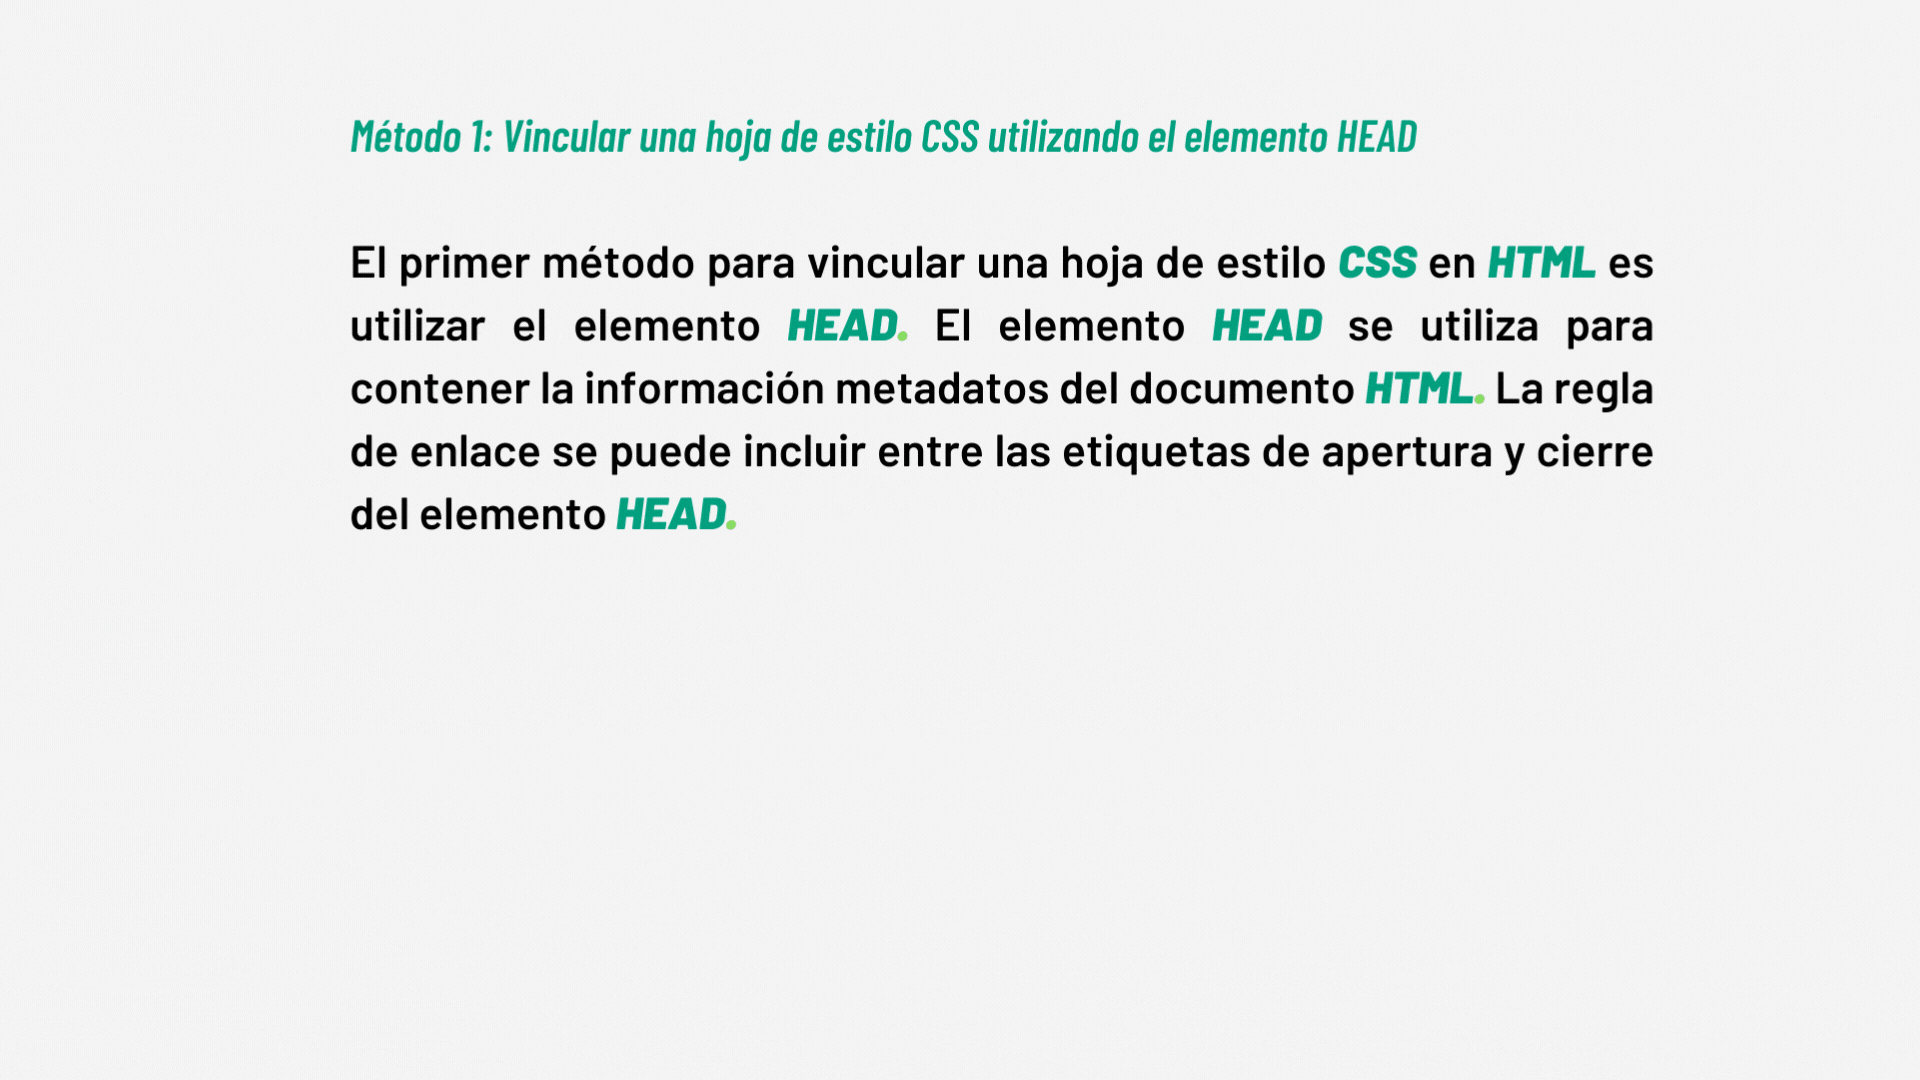 Método 1: Vincular una hoja de estilo CSS utilizando el elemento HEAD
El primer método para vincular una hoja de estilo CSS en HTML es
utilizar el elemento HEAD. El elemento HEAD se utiliza para
contener la información metadatos del documento HTML. La regla
de enlace se puede incluir entre las etiquetas de apertura y cierre
del elemento HEAD.